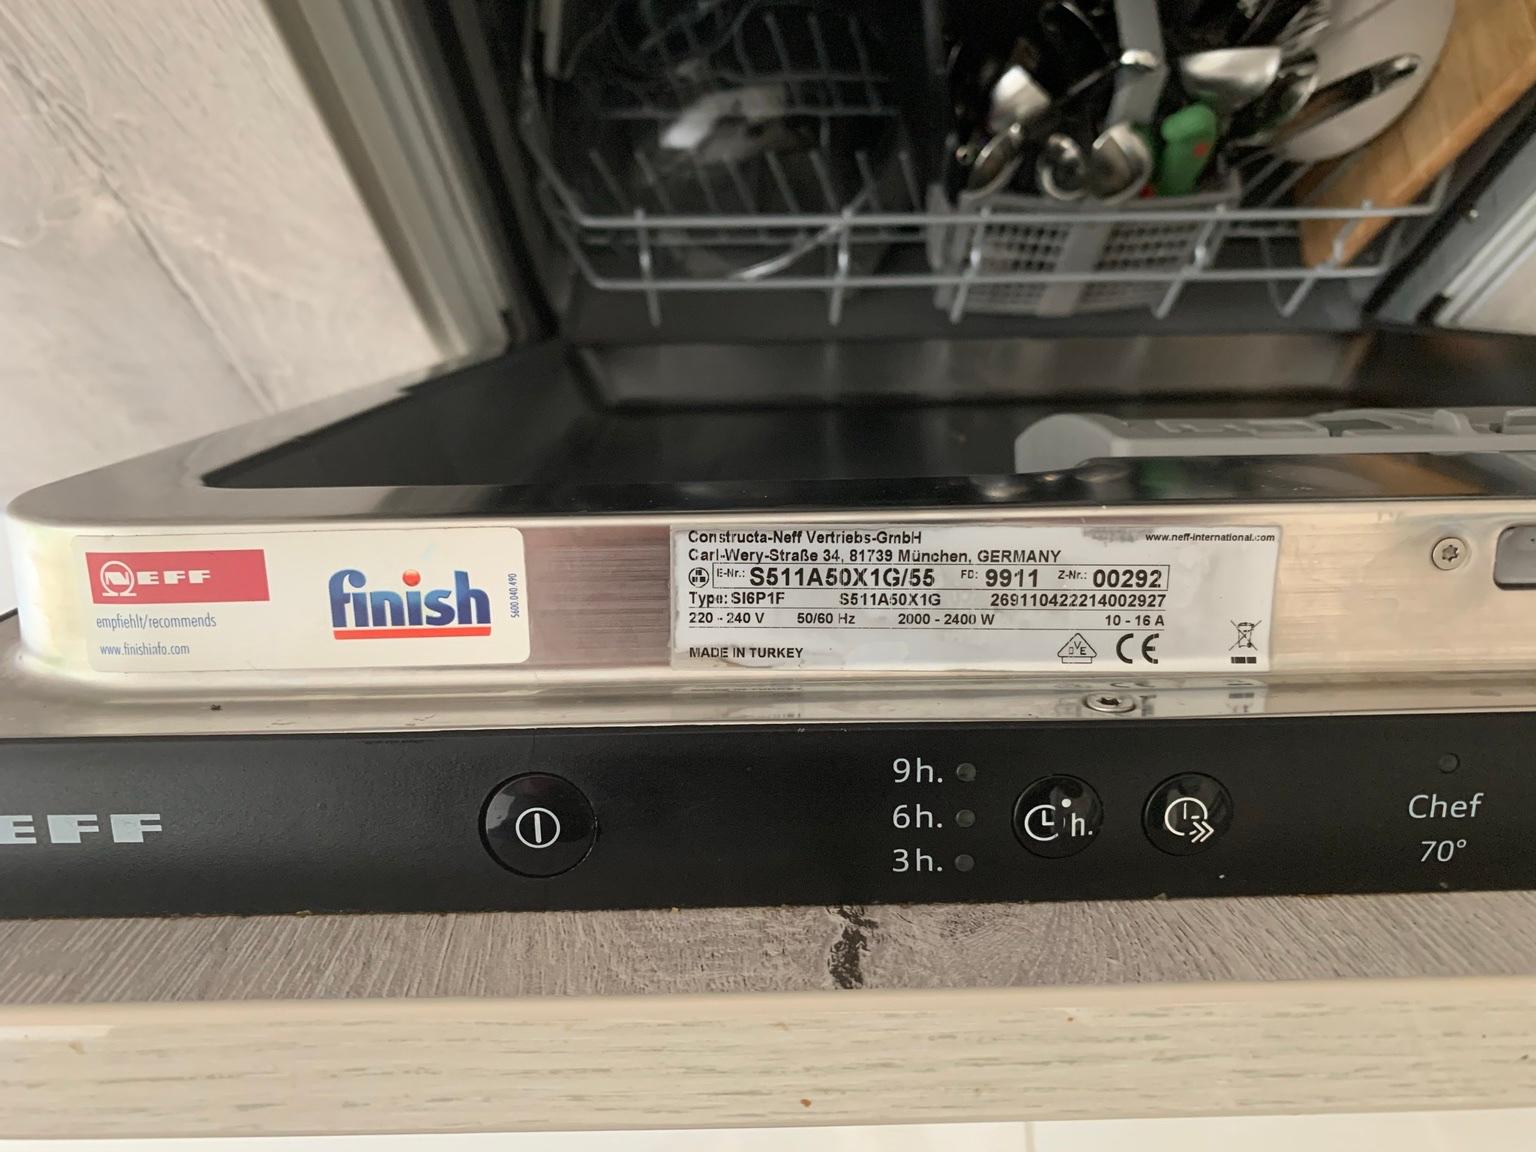 NEFF
empfiehlt/recommends
www.finishinfo.com
finish
5600.040.490
Constructa-Neff Vertriebs-GmbH
www.neff-international.com
Carl-Wery-Straße 34, 81739 München, GERMANY
E-Nr.: S511A50X1G/55 FD: 9911 Z-Nr.: 00292
Type: SI6P1F S511A50X1G 269110422214002927
220 - 240 V 50/60 Hz 2000 - 2400 W 10 - 16 A
MADE IN TURKEY
VDE CE
EFF
9h.
6h.
3h.
h.
Chef
70°